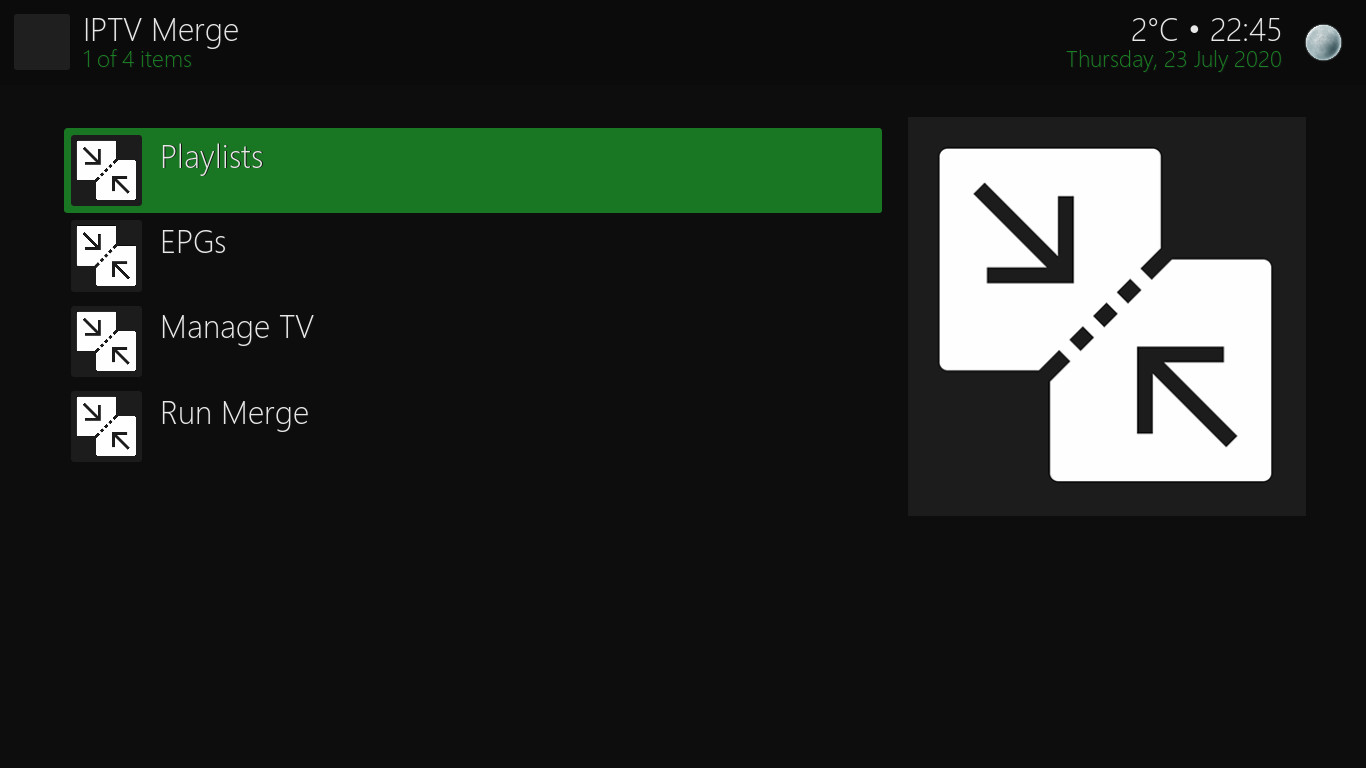 IPTV Merge
1 of 4 items
2°C • 22:45
Thursday, 23 July 2020
Playlists
EPGs
Manage TV
Run Merge